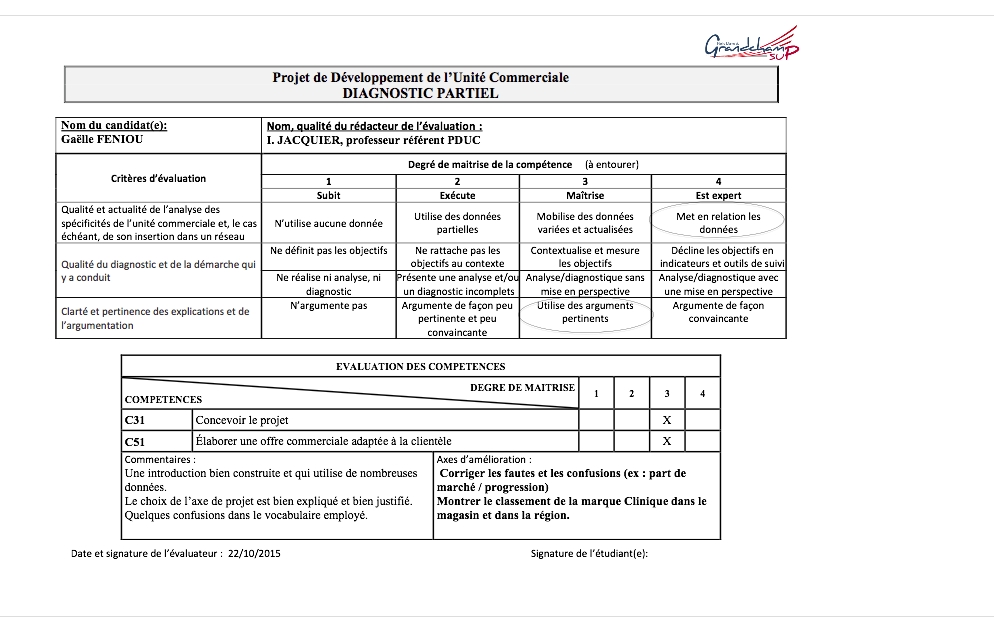 Notre Dame
Grandchamp
SUP
Projet de Développement de l'Unité Commerciale
DIAGNOSTIC PARTIEL
Nom du candidat(e):
Gaëlle FENIOU
Nom, qualité du rédacteur de l'évaluation :
I. JACQUIER, professeur référent PDUC
Critères d'évaluation
Degré de maitrise de la compétence (à entourer)
1
2
3
4
Subit
Exécute
Maîtrise
Est expert
Qualité et actualité de l'analyse des
spécificités de l'unité commerciale et, le cas
échéant, de son insertion dans un réseau
N'utilise aucune donnée
Utilise des données
partielles
Mobilise des données
variées et actualisées
Met en relation les
données
Qualité du diagnostic et de la démarche qui
y a conduit
Ne définit pas les objectifs
Ne rattache pas les
objectifs au contexte
Contextualise et mesure
les objectifs
Décline les objectifs en
indicateurs et outils de suivi
Ne réalise ni analyse, ni
diagnostic
Présente une analyse et/ou
un diagnostic incomplets
Analyse/diagnostique sans
mise en perspective
Analyse/diagnostique avec
une mise en perspective
Clarté et pertinence des explications et de
l'argumentation
N'argumente pas
Argumente de façon peu
pertinente et peu
convaincante
Utilise des arguments
pertinents
Argumente de façon
convaincante
EVALUATION DES COMPETENCES
DEGRE DE MAITRISE
COMPETENCES
1
2
3
4
C31 Concevoir le projet X
C51 Élaborer une offre commerciale adaptée à la clientèle X
Commentaires :
Une introduction bien construite et qui utilise de nombreuses
données.
Le choix de l'axe de projet est bien expliqué et bien justifié.
Quelques confusions dans le vocabulaire employé.
Axes d'amélioration :
Corriger les fautes et les confusions (ex : part de
marché / progression)
Montrer le classement de la marque Clinique dans le
magasin et dans la région.
Date et signature de l'évaluateur : 22/10/2015
Signature de l'étudiant(e):